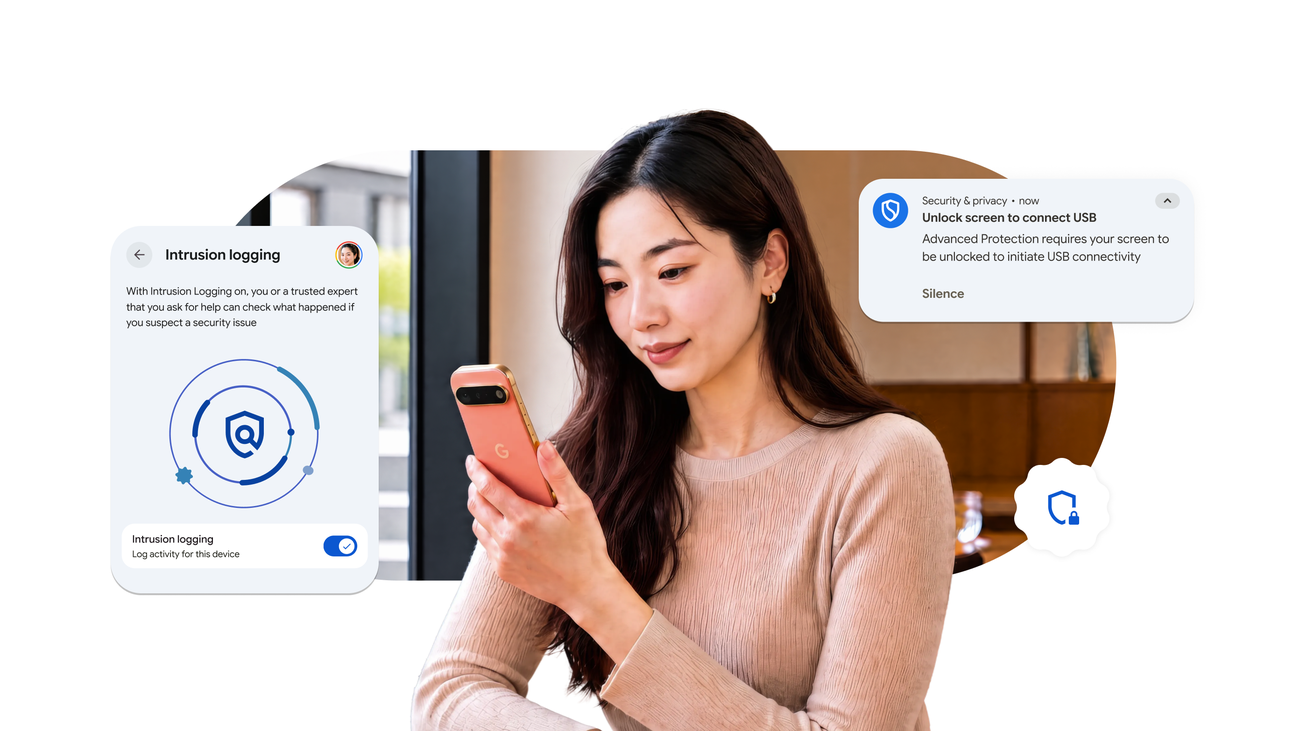 Intrusion logging
With Intrusion Logging on, you or a trusted expert
that you ask for help can check what happened if
you suspect a security issue
Intrusion logging
Log activity for this device
Security & privacy • now
Unlock screen to connect USB
Advanced Protection requires your screen to
be unlocked to initiate USB connectivity
Silence
G